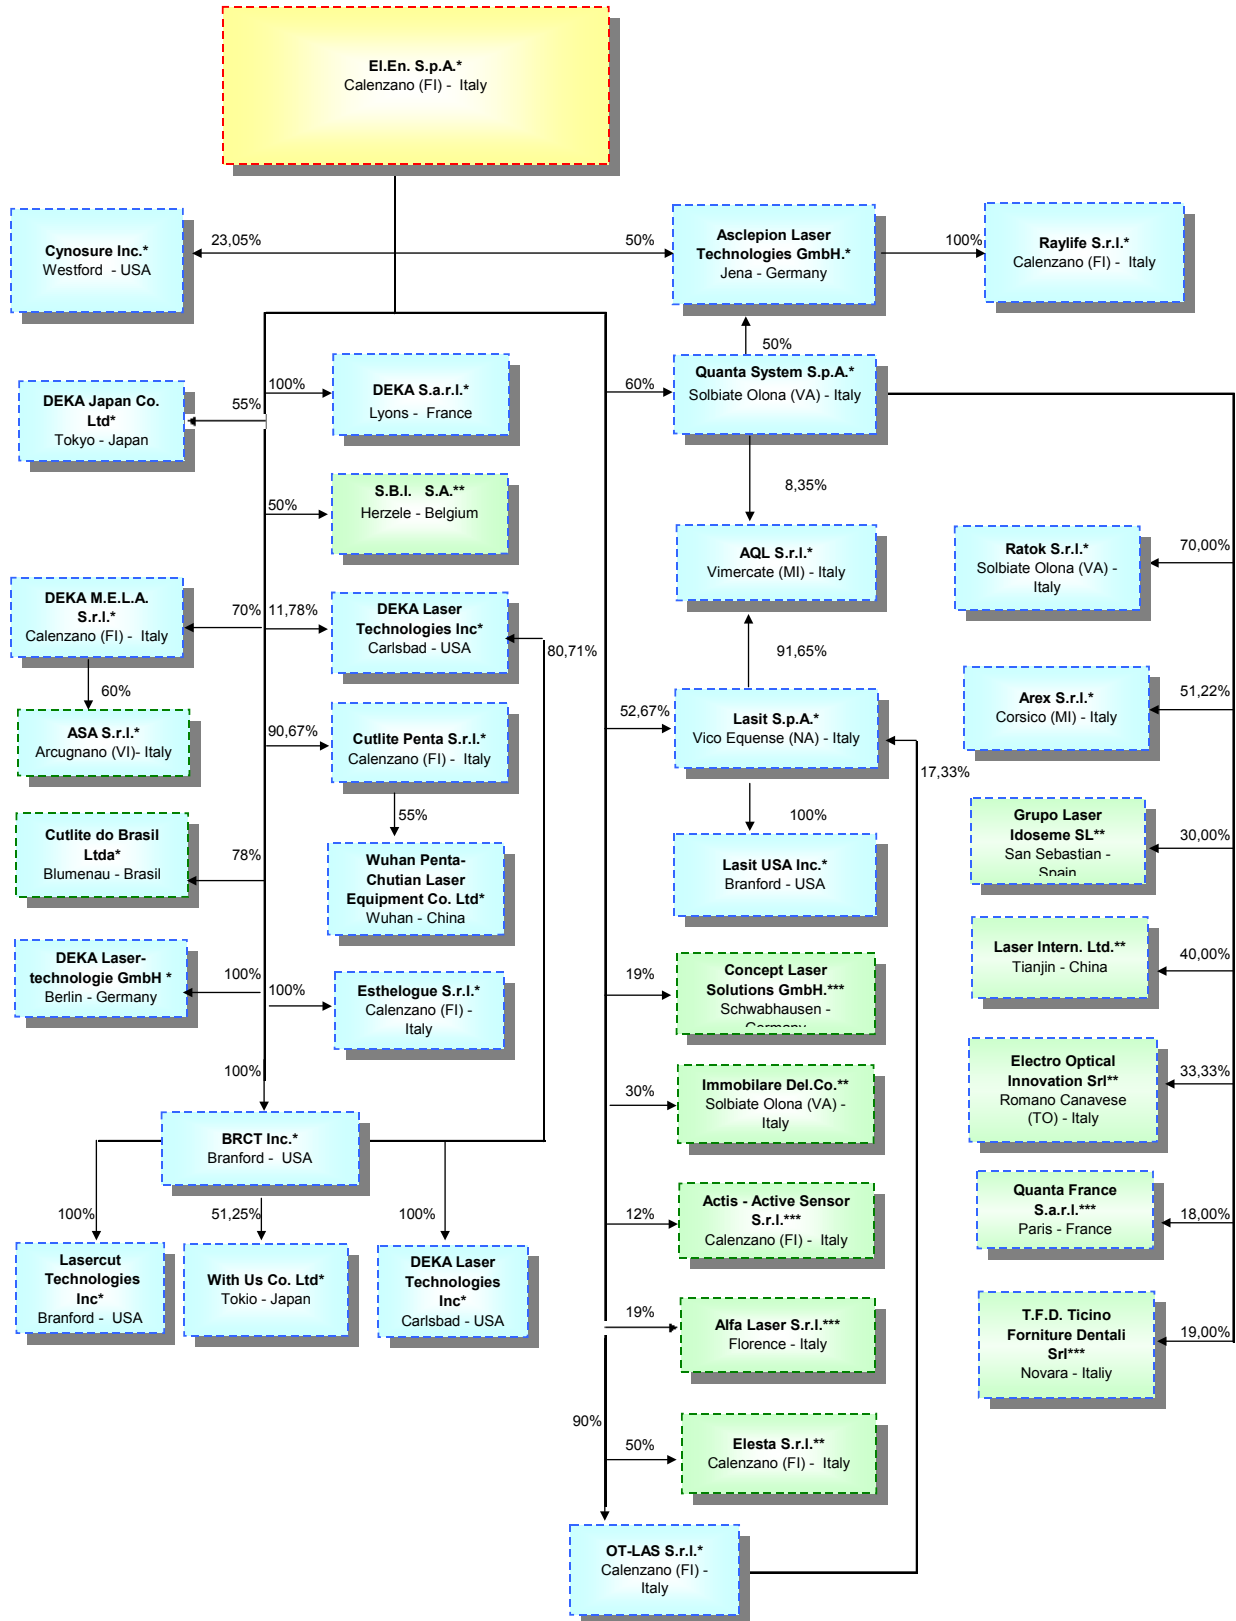 El.En. S.p.A.*
Calenzano (FI) - Italy
Cynosure Inc.*
Westford - USA
23,05%
50%
Asclepion Laser
Technologies GmbH.*
Jena - Germany
100%
Raylife S.r.l.*
Calenzano (FI) - Italy
50%
DEKA Japan Co.
Ltd*
Tokyo - Japan
55%
100%
DEKA S.a.r.l.*
Lyons - France
60%
Quanta System S.p.A.*
Solbiate Olona (VA) - Italy
50%
S.B.I. S.A.**
Herzele - Belgium
8,35%
AQL S.r.l.*
Vimercate (MI) - Italy
Ratok S.r.l.*
Solbiate Olona (VA) -
Italy
70,00%
DEKA M.E.L.A.
S.r.l.*
Calenzano (FI) - Italy
70%
11,78%
DEKA Laser
Technologies Inc*
Carlsbad - USA
80,71%
91,65%
60%
ASA S.r.l.*
Arcugnano (VI)- Italy
90,67%
Cutlite Penta S.r.l.*
Calenzano (FI) - Italy
52,67%
Lasit S.p.A.*
Vico Equense (NA) - Italy
17,33%
Arex S.r.l.*
Corsico (MI) - Italy
51,22%
55%
100%
Cutlite do Brasil
Ltda*
Blumenau - Brasil
78%
Wuhan Penta-
Chutian Laser
Equipment Co. Ltd*
Wuhan - China
Lasit USA Inc.*
Branford - USA
Grupo Laser
Idoseme SL**
San Sebastian -
Spain
30,00%
DEKA Laser-
technologie GmbH *
Berlin - Germany
100%
100%
Esthelogue S.r.l.*
Calenzano (FI) -
Italy
19%
Concept Laser
Solutions GmbH.***
Schwabhausen -
Germany
Laser Intern. Ltd.**
Tianjin - China
40,00%
100%
30%
Immobilare Del.Co.**
Solbiate Olona (VA) -
Italy
Electro Optical
Innovation Srl**
Romano Canavese
(TO) - Italy
33,33%
BRCT Inc.*
Branford - USA
12%
Actis - Active Sensor
S.r.l.***
Calenzano (FI) - Italy
Quanta France
S.a.r.l.***
Paris - France
18,00%
100%
51,25%
100%
Lasercut
Technologies
Inc*
Branford - USA
With Us Co. Ltd*
Tokio - Japan
DEKA Laser
Technologies
Inc*
Carlsbad - USA
19%
Alfa Laser S.r.l.***
Florence - Italy
T.F.D. Ticino
Forniture Dentali
Srl***
Novara - Italiy
19,00%
90%
50%
Elesta S.r.l.**
Calenzano (FI) - Italy
OT-LAS S.r.l.*
Calenzano (FI) -
Italy